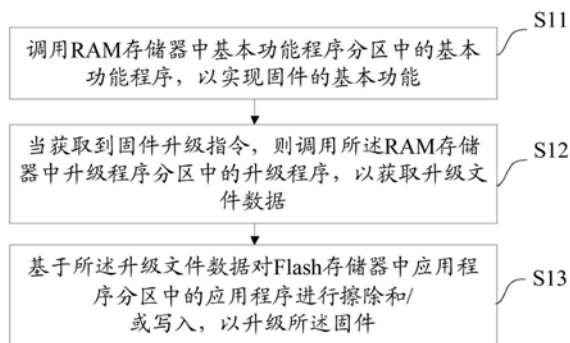 S11
调用RAM存储器中基本功能程序分区中的基本
功能程序，以实现固件的基本功能
S12
当获取到固件升级指令，则调用所述RAM存储
器中升级程序分区中的升级程序，以获取升级文
件数据
S13
基于所述升级文件数据对Flash存储器中应用程
序分区中的应用程序进行擦除和/
或写入，以升级所述固件